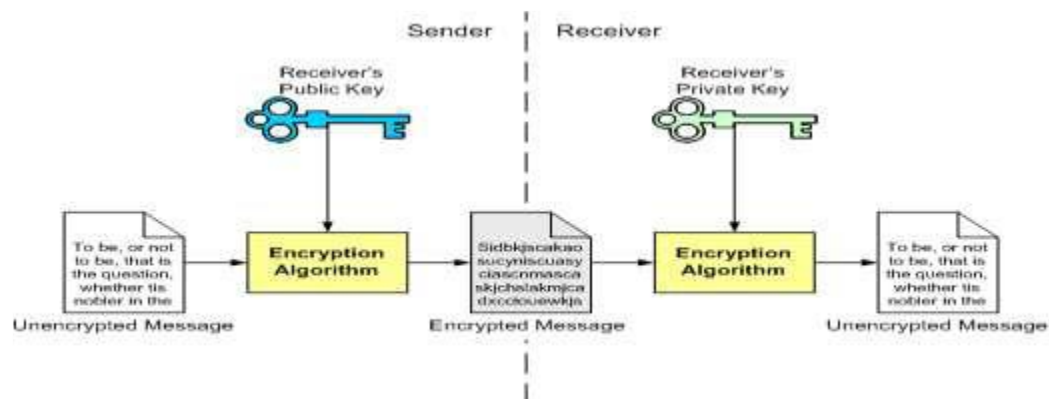 Sender
Receiver
Receiver's
Public Key
Receiver's
Private Key
To be, or not
to be, that is
the question,
whether tis
nobler in the
Unencrypted Message
Encryption
Algorithm
Sidbkjscakao
sucyniscuasy
ciascnmasca
Encrypted Message
Encryption
Algorithm
To be, or not
to be, that is
the question,
whether tis
nobler in the
Unencrypted Message